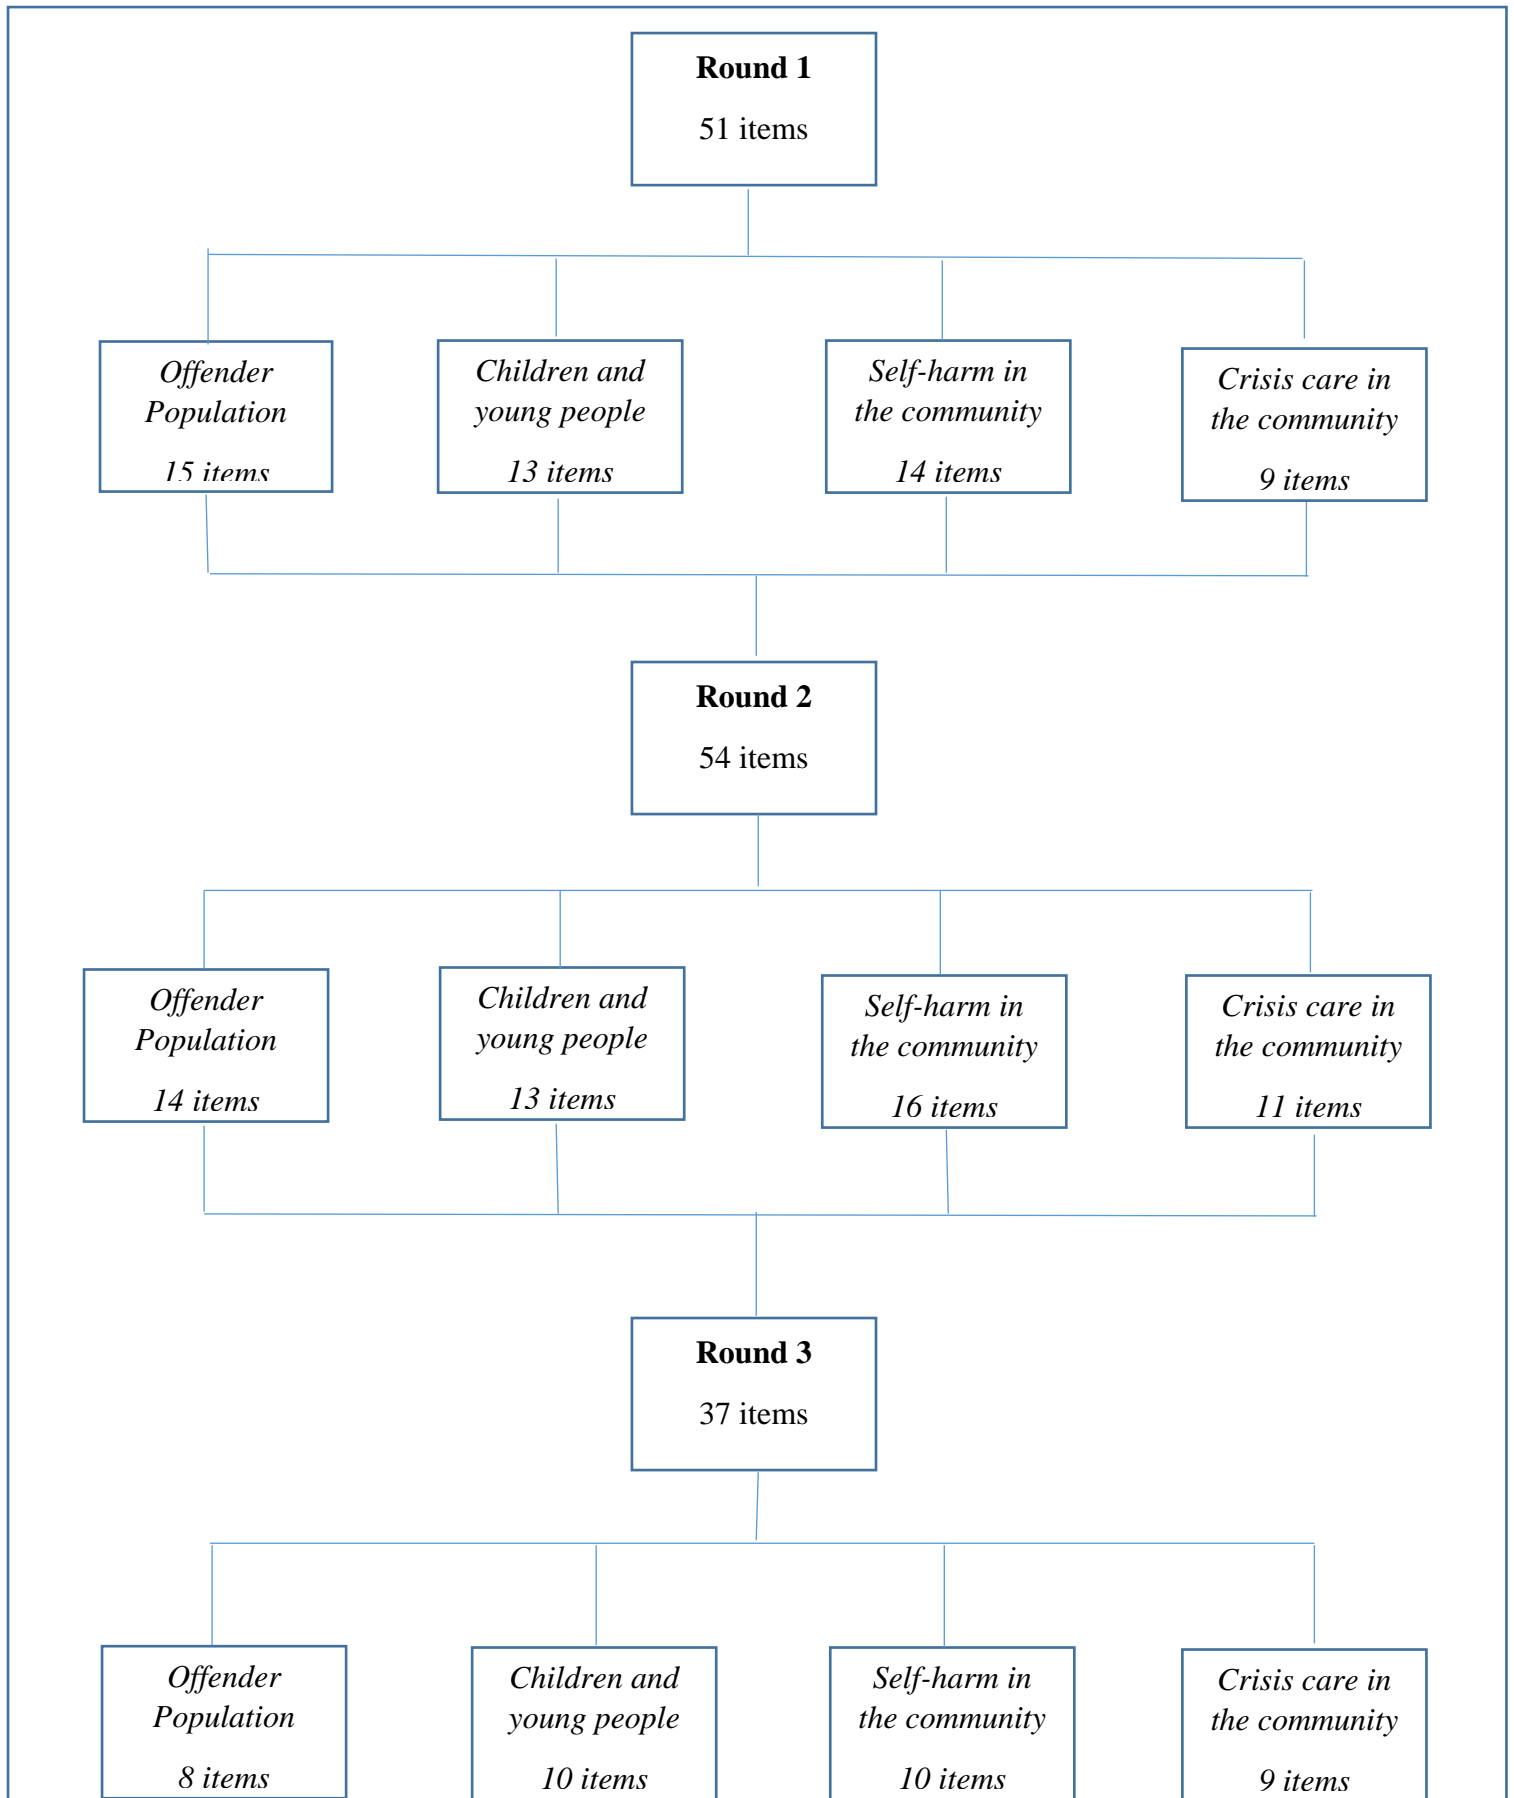 Round 1
51 items
Offender
Population
15 items
Children and
young people
13 items
Self-harm in
the community
14 items
Crisis care in
the community
9 items
Round 2
54 items
Offender
Population
14 items
Children and
young people
13 items
Self-harm in
the community
16 items
Crisis care in
the community
11 items
Round 3
37 items
Offender
Population
8 items
Children and
young people
10 items
Self-harm in
the community
10 items
Crisis care in
the community
9 items